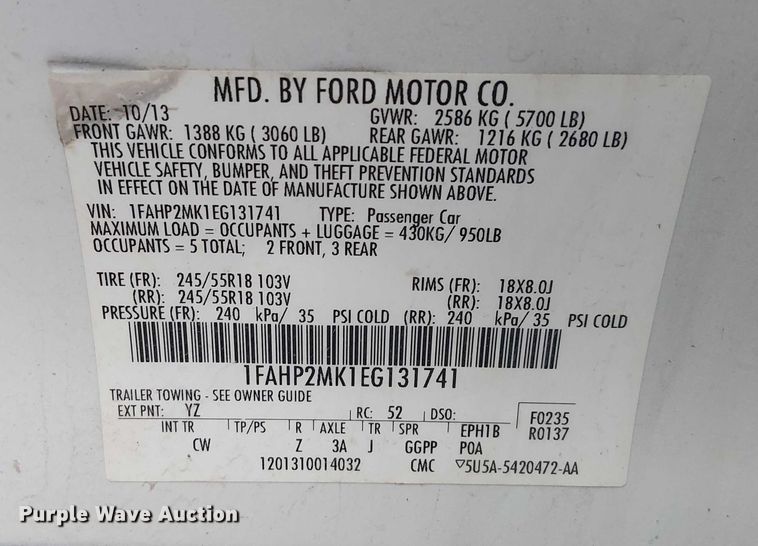 MFD. BY FORD MOTOR CO.
DATE: 10/13 GVWR: 2586 KG ( 5700 LB)
FRONT GAWR: 1388 KG ( 3060 LB) REAR GAWR: 1216 KG ( 2680 LB)
THIS VEHICLE CONFORMS TO ALL APPLICABLE FEDERAL MOTOR
VEHICLE SAFETY, BUMPER, AND THEFT PREVENTION STANDARDS
IN EFFECT ON THE DATE OF MANUFACTURE SHOWN ABOVE.
VIN: 1FAHP2MK1EG131741 TYPE: Passenger Car
MAXIMUM LOAD = OCCUPANTS + LUGGAGE = 430KG/ 950LB
OCCUPANTS = 5 TOTAL; 2 FRONT, 3 REAR
TIRE (FR): 245/55R18 103V RIMS (FR): 18X8.0J
(RR): 245/55R18 103V (RR): 18X8.0J
PRESSURE (FR): 240 kPa/ 35 PSI COLD (RR): 240 kPa/ 35 PSI COLD
1FAHP2MK1EG131741
TRAILER TOWING - SEE OWNER GUIDE
EXT PNT: YZ RC: 52 DSO: F0235
INT TR TP/PS R AXLE TR SPR EPH1B R0137
CW Z 3A J GGPP POA
1201310014032 CMC ▽5U5A-5420472-AA
Purple Wave Auction